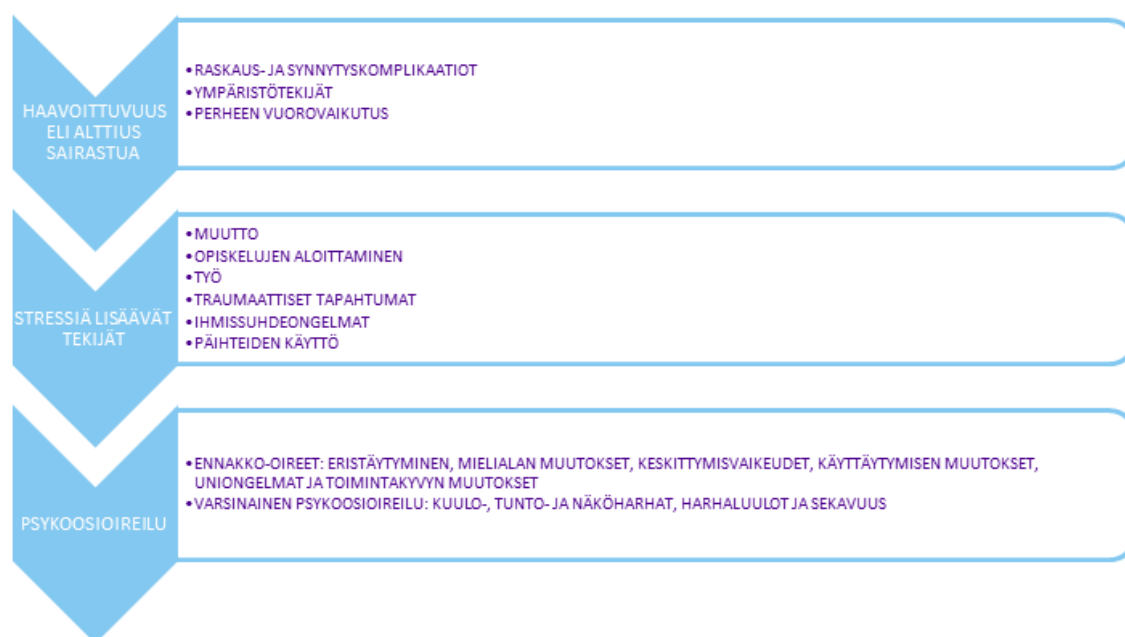 HAAVOITTUVUUS
ELI ALTTIUS
SAIRASTUA
•RASKAUS- JA SYNNYTYSKOMPLIKAATIOT
•YMPÄRISTÖTEKIJÄT
•PERHEEN VUOROVAIKUTUS
STRESSIÄ LISÄÄVÄT
TEKIJÄT
•MUUTTO
•OPISKELUJEN ALOITTAMINEN
•TYÖ
•TRAUMAATTISET TAPAHTUMAT
•IHMISSUHDEONGELMAT
•PÄIHTEIDEN KÄYTTÖ
PSYKOOSIOIREILU
•ENNAKKO-OIREET: ERISTÄYTYMINEN, MIELIALAN MUUTOKSET, KESKITTYMISVAIKEUDET, KÄYTTÄYTYMISEN MUUTOKSET,
UNIONGELMAT JA TOIMINTAKYVYN MUUTOKSET
•VARSINAINEN PSYKOOSIOIREILU: KUULO-, TUNTO- JA NÄKÖHARHAT, HARHALUULOT JA SEKAVUUS